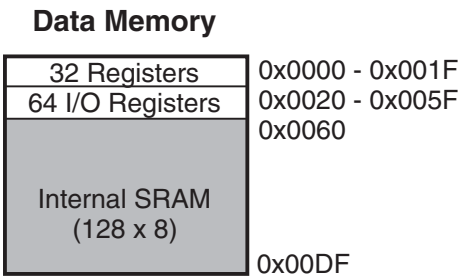 Data Memory
32 Registers 0x0000 - 0x001F
64 I/O Registers 0x0020 - 0x005F
0x0060
Internal SRAM
(128 x 8)
0x00DF